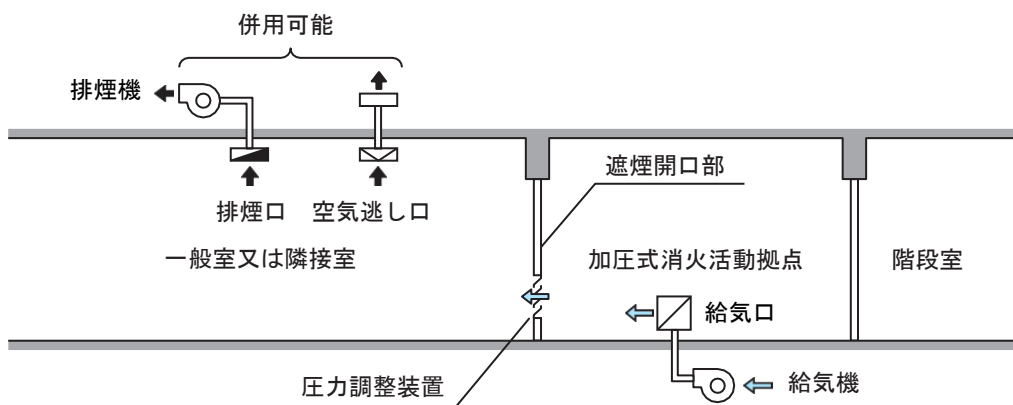 併用可能
排煙機
遮煙開口部
排煙口
空気逃し口
一般室又は隣接室
加圧式消火活動拠点
階段室
給気口
圧力調整装置
給気機